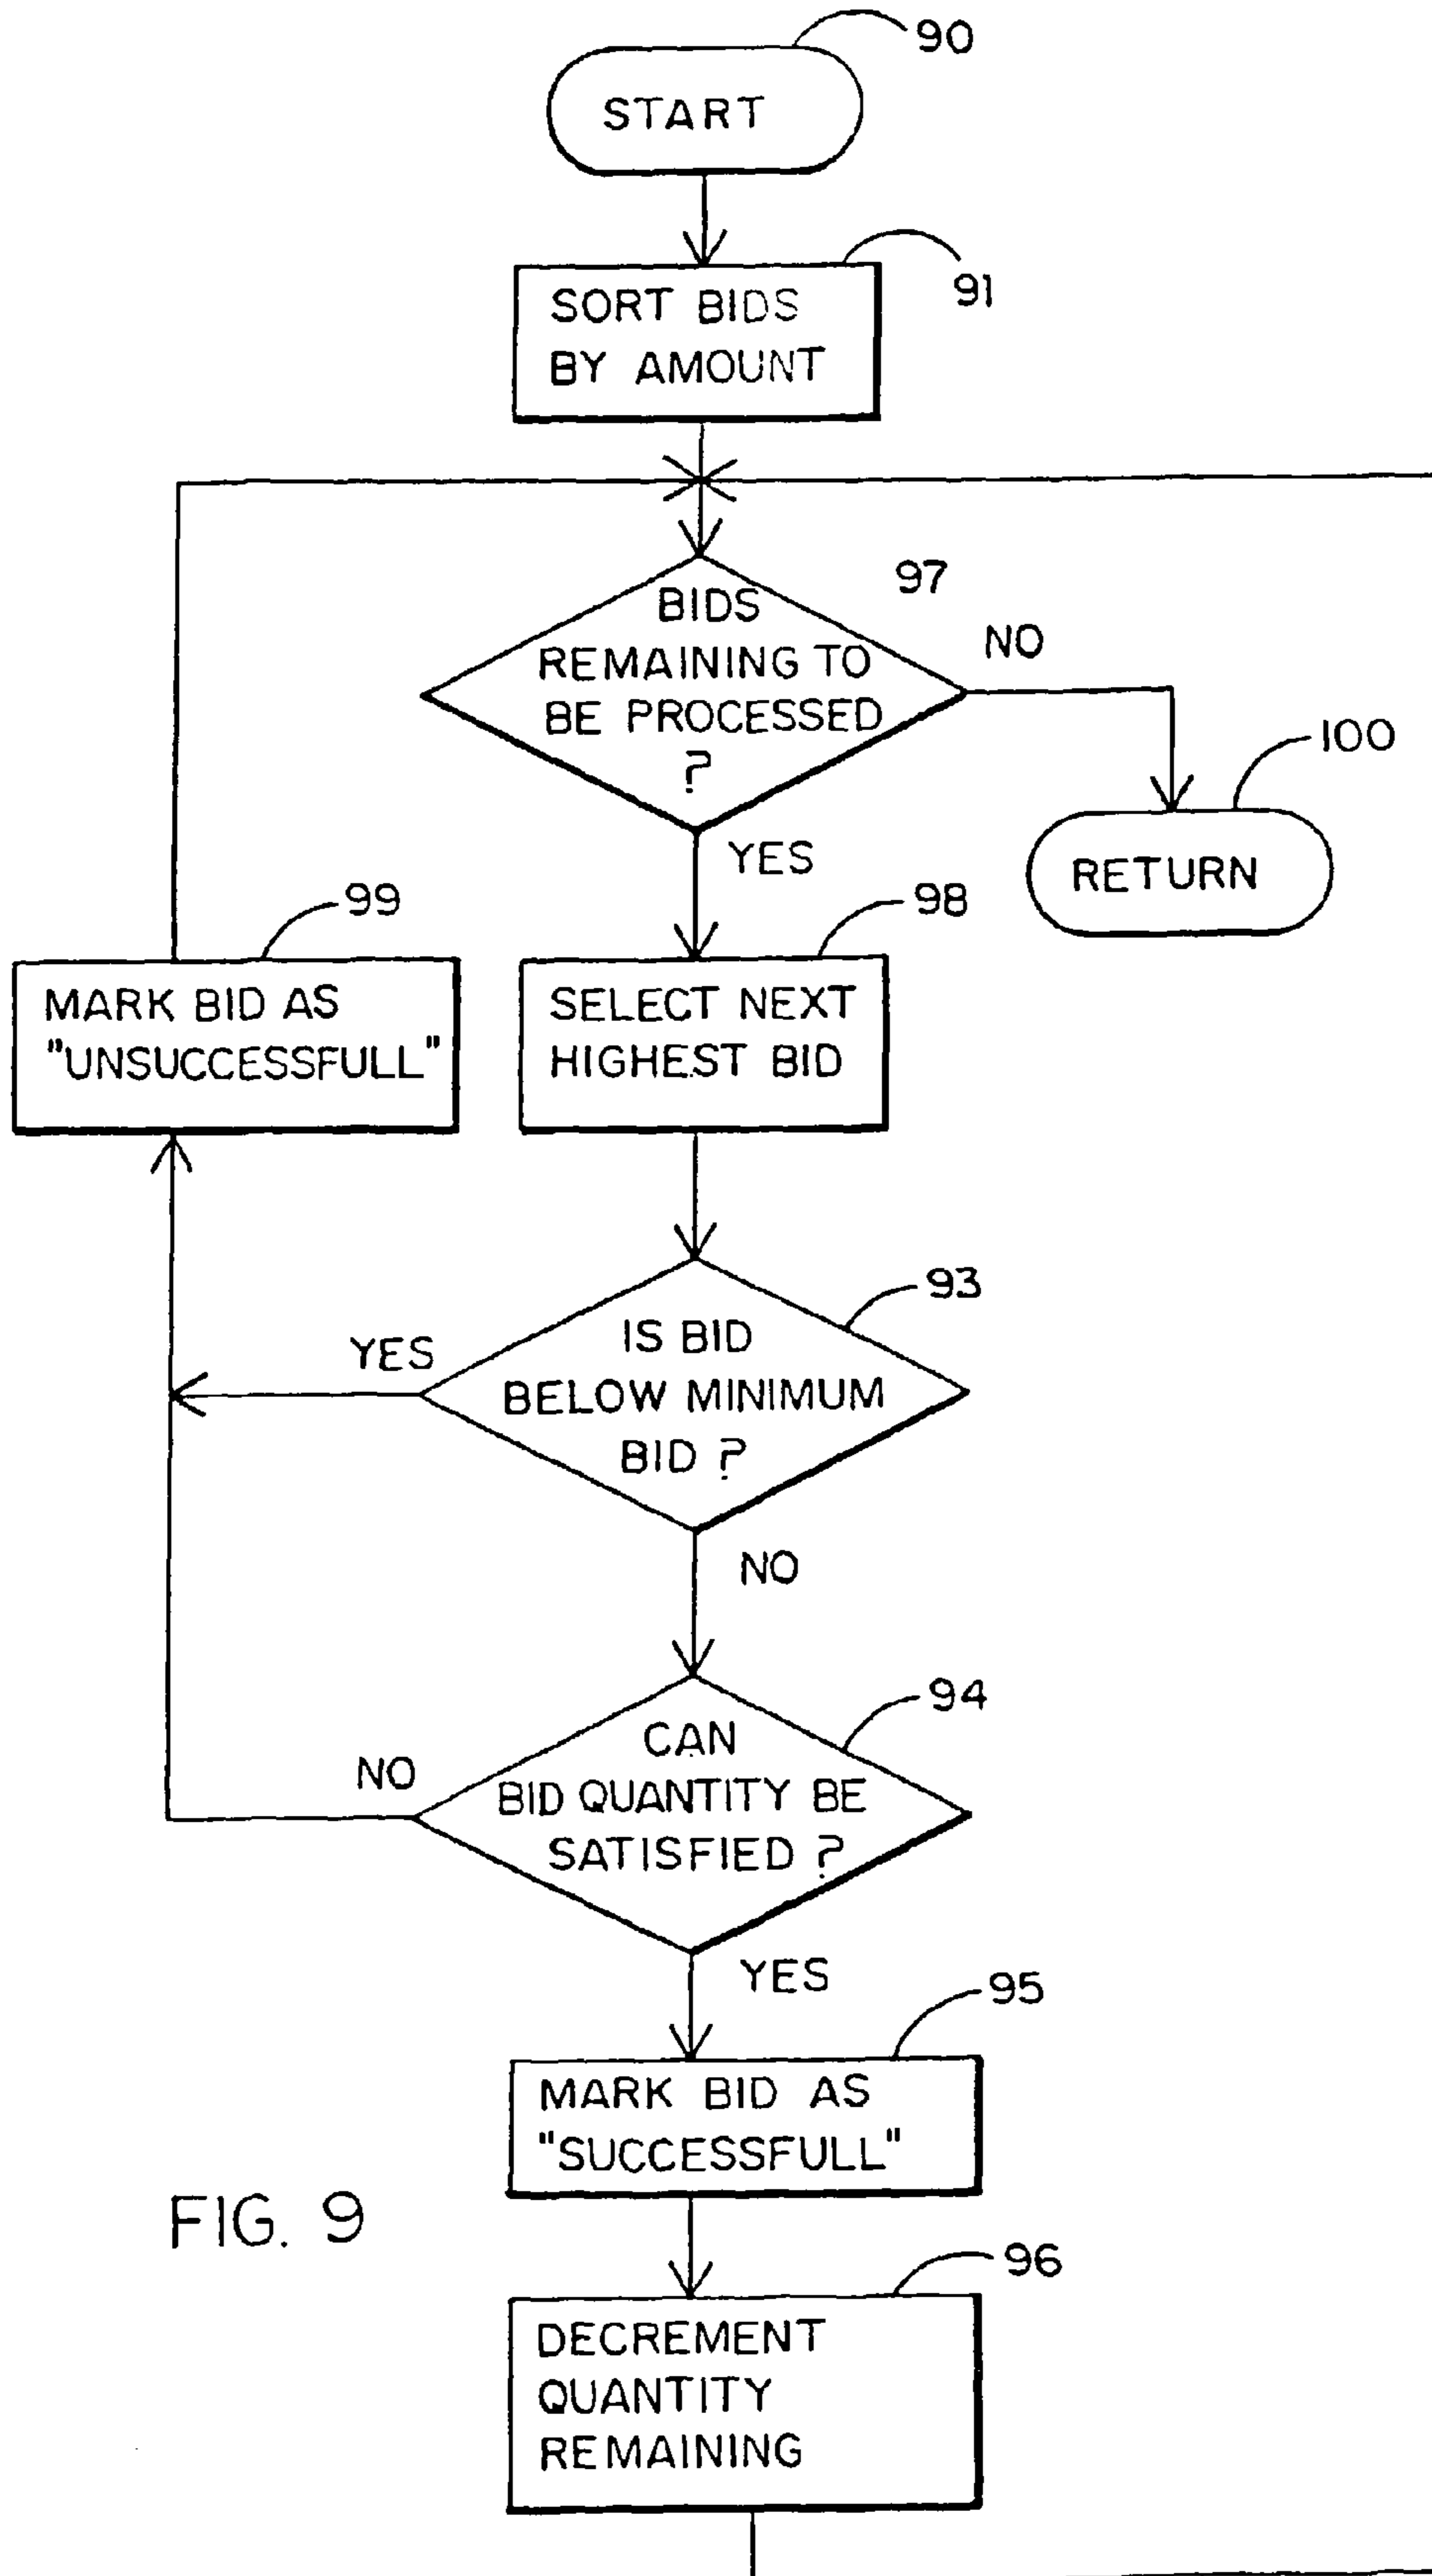 90
START
91
SORT BIDS
BY AMOUNT
97
BIDS
REMAINING TO
BE PROCESSED
?
NO
100
RETURN
YES
99
MARK BID AS
"UNSUCCESSFULL"
98
SELECT NEXT
HIGHEST BID
93
IS BID
BELOW MINIMUM
BID ?
YES
NO
94
CAN
BID QUANTITY BE
SATISFIED ?
NO
YES
95
MARK BID AS
"SUCCESSFULL"
FIG. 9
96
DECREMENT
QUANTITY
REMAINING